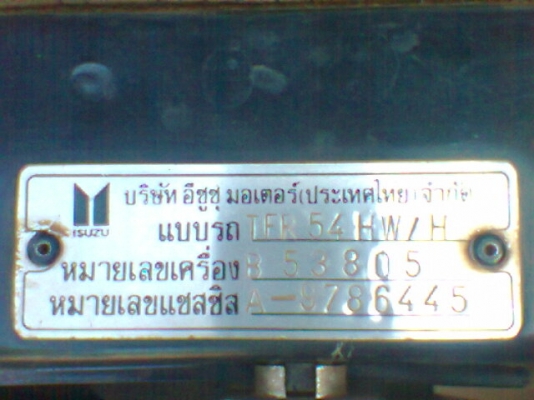 บริษัท อีซูซุ มอเตอร์(ประเทศไทย)จำกัด
ISUZU
แบบรถ TFR 54 HW/H
หมายเลขเครื่อง 853805
หมายเลขแชสซิส A-0786445